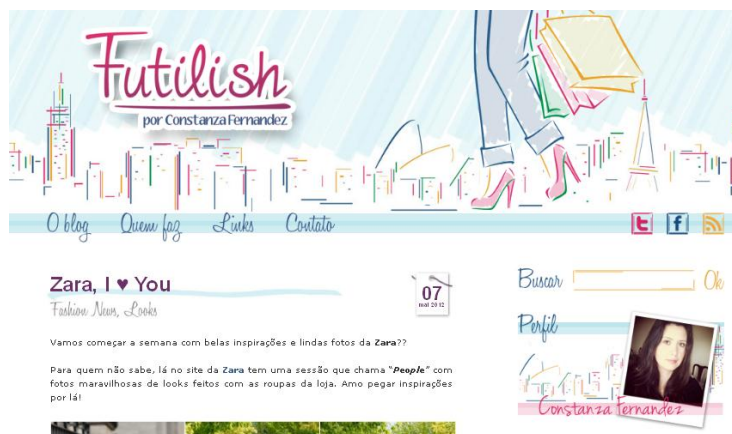 Futilish
por Constanza Fernandez
O blog Quem faz Links Contato
Zara, I ♥ You
07
mai 2012
Fashion News, Looks
Vamos começar a semana com belas inspirações e lindas fotos da Zara??
Para quem não sabe, lá no site da Zara tem uma sessão que chama "People" com
fotos maravilhosas de looks feitos com as roupas da loja. Amo pegar inspirações
por lá!
Buscar Ok
Perfil
Constanza Fernandez